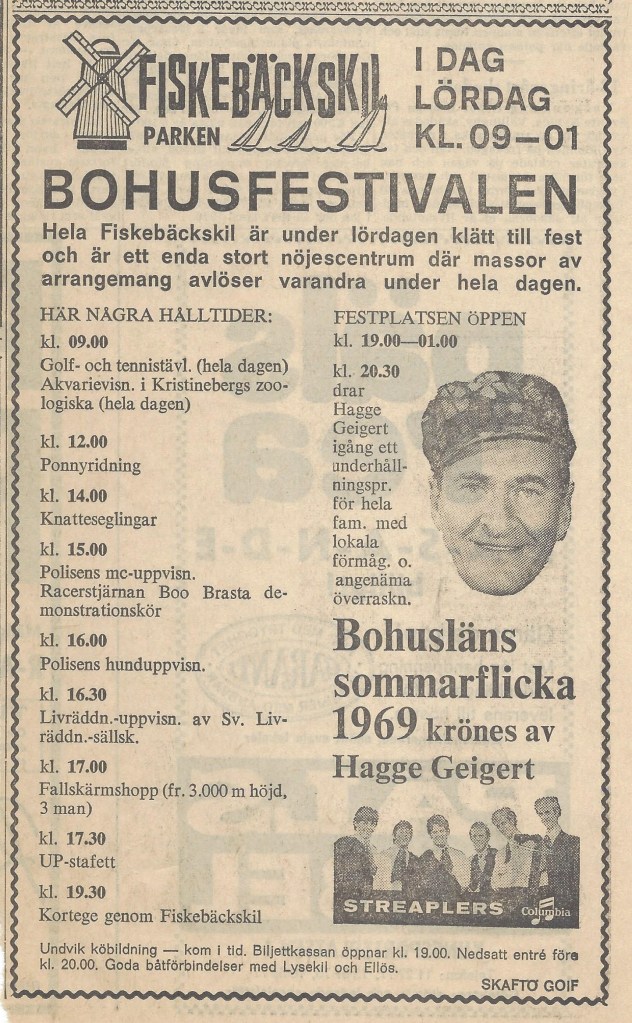 FISKEBÄCKSKIL
PARKEN
I DAG
LÖRDAG
KL. 09—01
BOHUSFESTIVALEN
Hela Fiskebäckskil är under lördagen klätt till fest
och är ett enda stort nöjescentrum där massor av
arrangemang avlöser varandra under hela dagen.
HÄR NÅGRA HÅLLTIDER:
kl. 09.00
Golf- och tennistävl. (hela dagen)
Akvarievisn. i Kristinebergs zoo-
logiska (hela dagen)
kl. 12.00
Ponnyridning
kl. 14.00
Knatteseglingar
kl. 15.00
Polisens mc-uppvisn.
Racerstjärnan Boo Brasta de-
monstrationskör
kl. 16.00
Polisens hunduppvisn.
kl. 16.30
Livräddn.-uppvisn. av Sv. Liv-
räddn.-sällsk.
kl. 17.00
Fallskärmshopp (fr. 3.000 m höjd,
3 man)
kl. 17.30
UP-stafett
kl. 19.30
Kortege genom Fiskebäckskil
FESTPLATSEN ÖPPEN
kl. 19.00—01.00
kl. 20.30
drar
Hagge
Geigert
igång ett
underhåll-
ningspr.
för hela
fam. med
lokala
förmåg. o.
angenäma
överraskn.
Bohusläns
sommarflicka
1969 krönes av
Hagge Geigert
STREAPLERS
Columbia
Undvik köbildning — kom i tid. Biljettkassan öppnar kl. 19.00. Nedsatt entré före
kl. 20.00. Goda båtförbindelser med Lysekil och Ellös.
SKAFTÖ GOIF